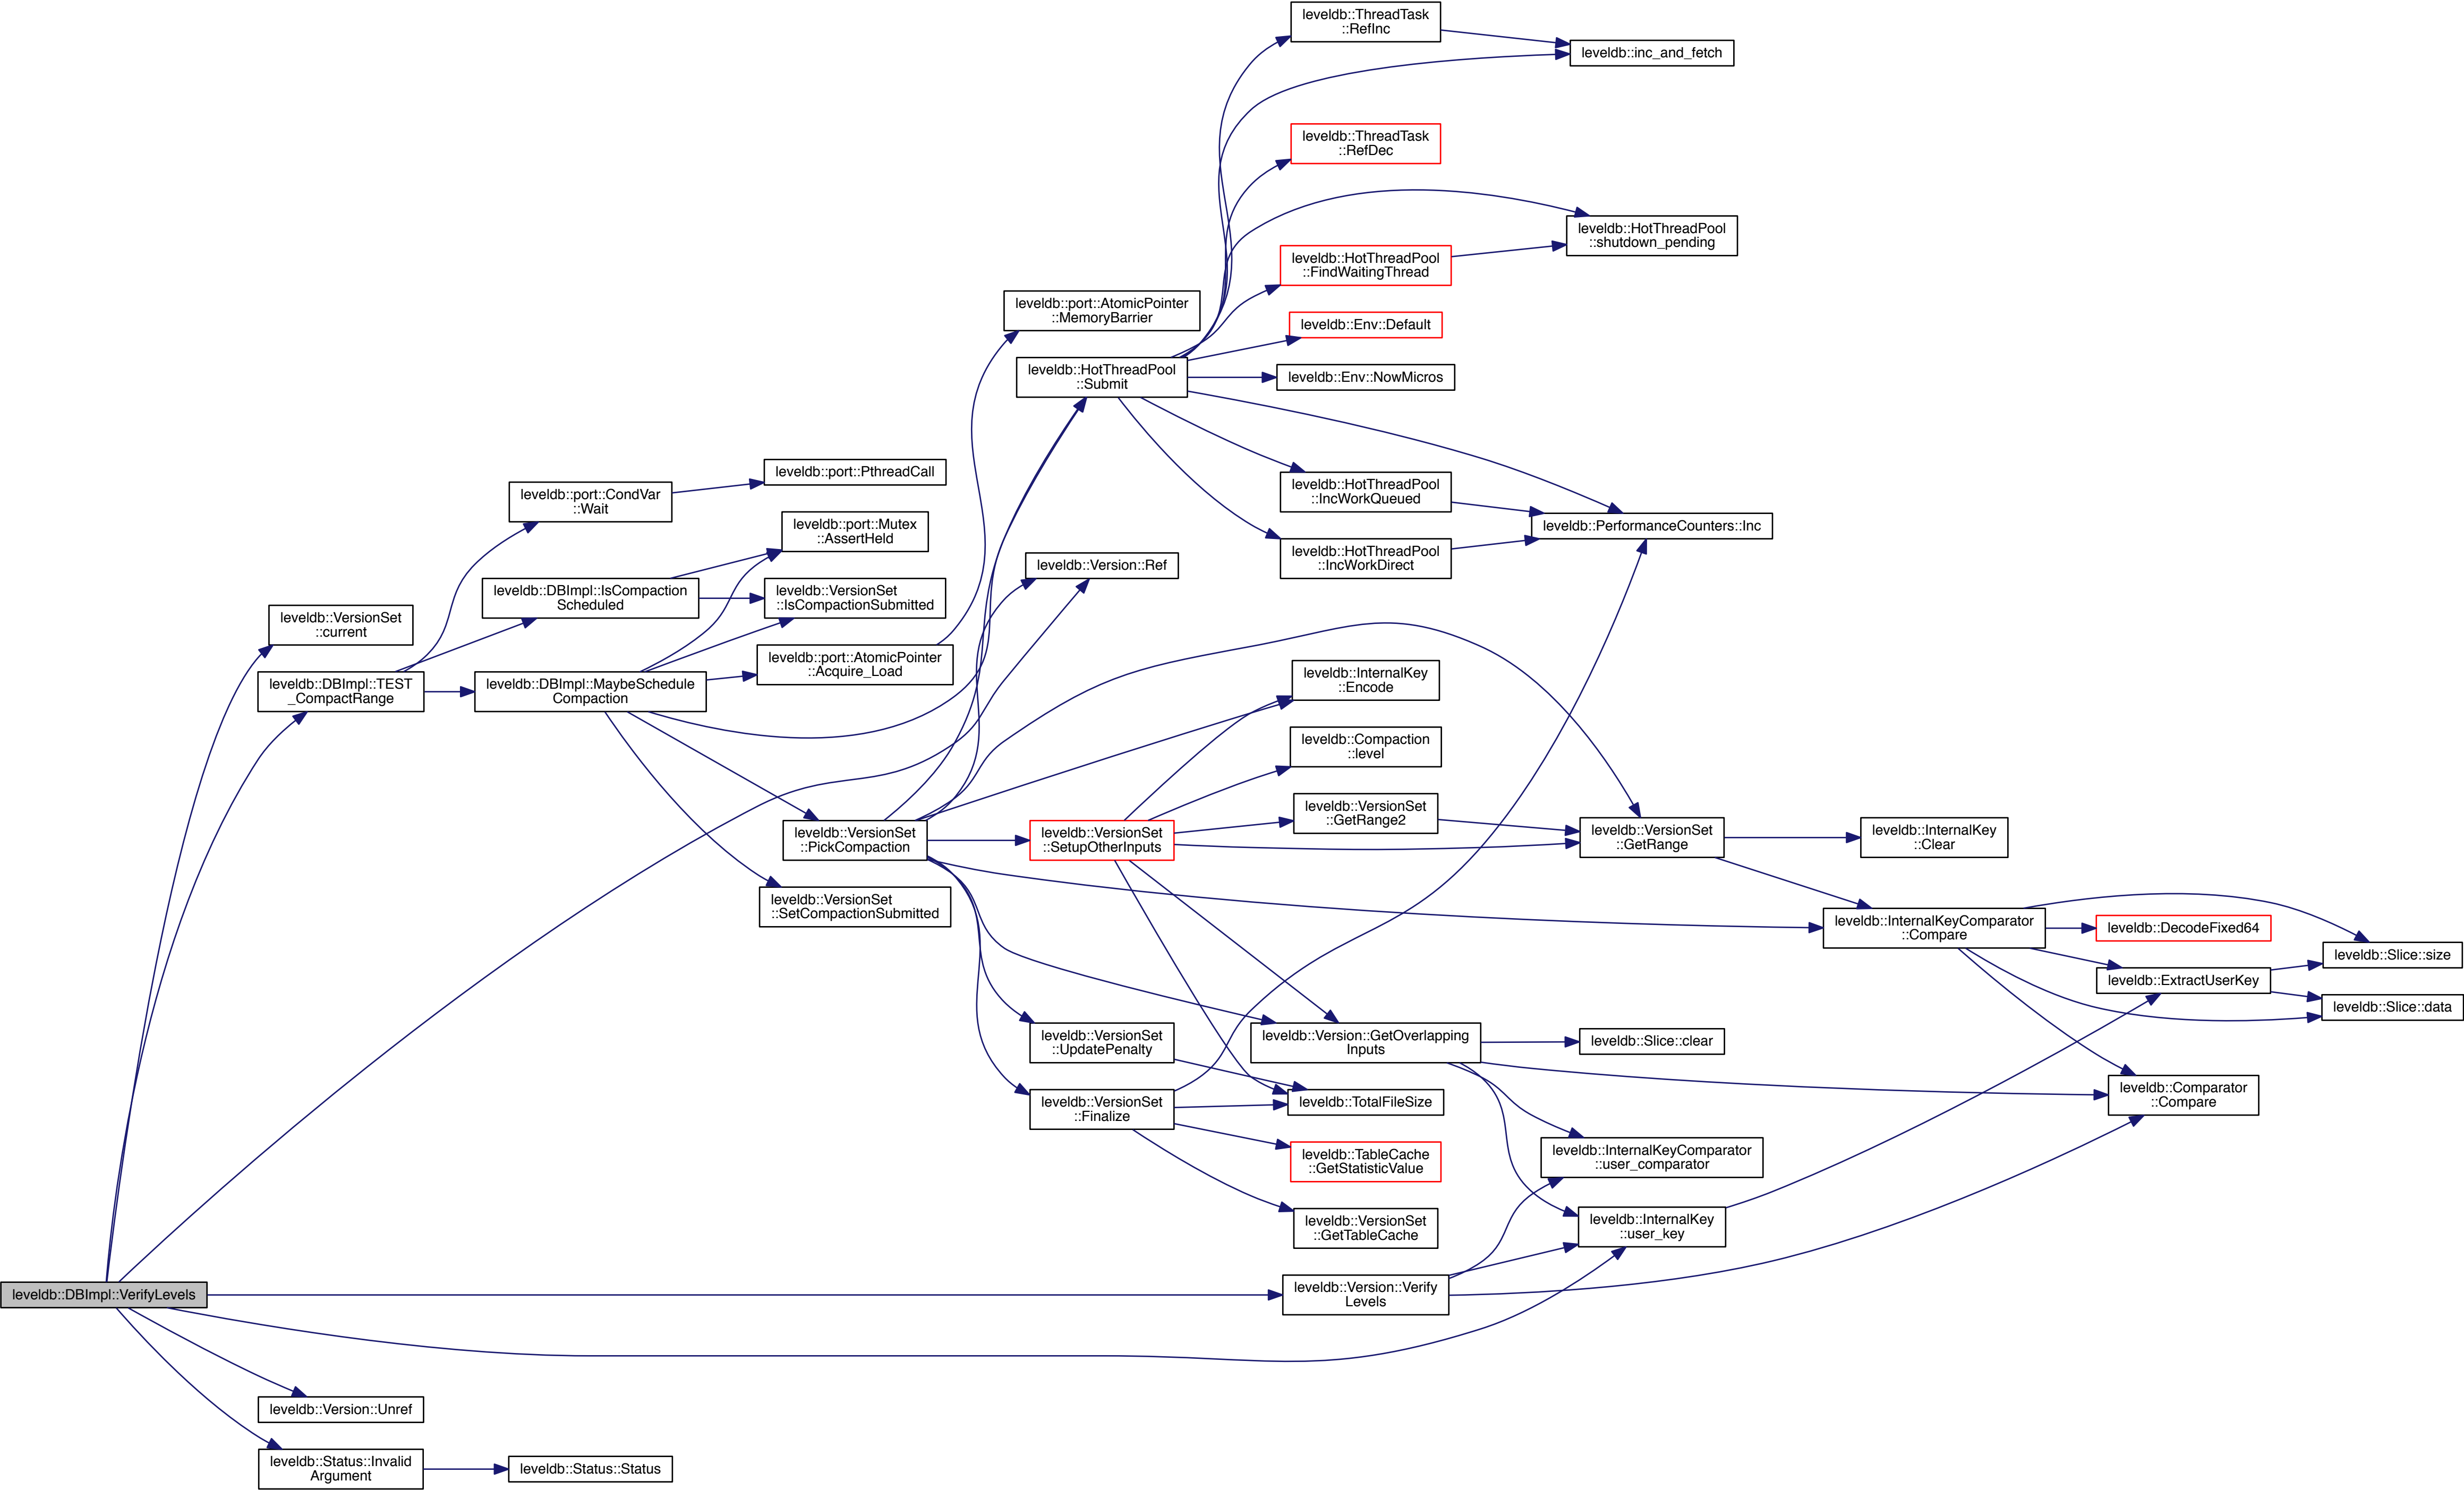 leveldb::ThreadTask
::RefInc
leveldb::inc_and_fetch
leveldb::ThreadTask
::RefDec
leveldb::HotThreadPool
::shutdown_pending
leveldb::HotThreadPool
::FindWaitingThread
leveldb::port::AtomicPointer
::MemoryBarrier
leveldb::Env::Default
leveldb::HotThreadPool
::Submit
leveldb::Env::NowMicros
leveldb::port::PthreadCall
leveldb::port::CondVar
::Wait
leveldb::HotThreadPool
::IncWorkQueued
leveldb::port::Mutex
::AssertHeld
leveldb::PerformanceCounters::Inc
leveldb::HotThreadPool
::IncWorkDirect
leveldb::Version::Ref
leveldb::DBImpl::IsCompaction
Scheduled
leveldb::VersionSet
::IsCompactionSubmitted
leveldb::VersionSet
::current
leveldb::port::AtomicPointer
::Acquire_Load
leveldb::InternalKey
::Encode
leveldb::DBImpl::TEST
_CompactRange
leveldb::DBImpl::MaybeSchedule
Compaction
leveldb::Compaction
::level
leveldb::VersionSet
::GetRange2
leveldb::VersionSet
::PickCompaction
leveldb::VersionSet
::SetupOtherInputs
leveldb::VersionSet
::GetRange
leveldb::InternalKey
::Clear
leveldb::VersionSet
::SetCompactionSubmitted
leveldb::InternalKeyComparator
::Compare
leveldb::DecodeFixed64
leveldb::Slice::size
leveldb::ExtractUserKey
leveldb::Slice::data
leveldb::VersionSet
::UpdatePenalty
leveldb::Version::GetOverlapping
Inputs
leveldb::Slice::clear
leveldb::VersionSet
::Finalize
leveldb::TotalFileSize
leveldb::Comparator
::Compare
leveldb::TableCache
::GetStatisticValue
leveldb::InternalKeyComparator
::user_comparator
leveldb::VersionSet
::GetTableCache
leveldb::InternalKey
::user_key
leveldb::DBImpl::VerifyLevels
leveldb::Version::Verify
Levels
leveldb::Version::Unref
leveldb::Status::Invalid
Argument
leveldb::Status::Status